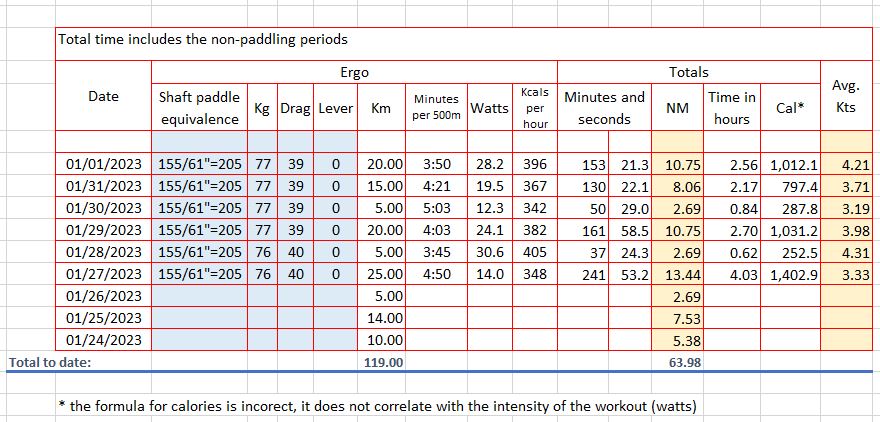 Total time includes the non-paddling periods
Ergo Totals
Date Shaft paddle equivalence Kg Drag Lever Km Minutes per 500m Watts Kcals per hour Minutes and seconds NM Time in hours Cal* Avg. Kts
01/01/2023 155/61"=205 77 39 0 20.00 3:50 28.2 396 153 21.3 10.75 2.56 1,012.1 4.21
01/31/2023 155/61"=205 77 39 0 15.00 4:21 19.5 367 130 22.1 8.06 2.17 797.4 3.71
01/30/2023 155/61"=205 77 39 0 5.00 5:03 12.3 342 50 29.0 2.69 0.84 287.8 3.19
01/29/2023 155/61"=205 77 39 0 20.00 4:03 24.1 382 161 58.5 10.75 2.70 1,031.2 3.98
01/28/2023 155/61"=205 76 40 0 5.00 3:45 30.6 405 37 24.3 2.69 0.62 252.5 4.31
01/27/2023 155/61"=205 76 40 0 25.00 4:50 14.0 348 241 53.2 13.44 4.03 1,402.9 3.33
01/26/2023 5.00 2.69
01/25/2023 14.00 7.53
01/24/2023 10.00 5.38
Total to date: 119.00 63.98
* the formula for calories is incorect, it does not correlate with the intensity of the workout (watts)